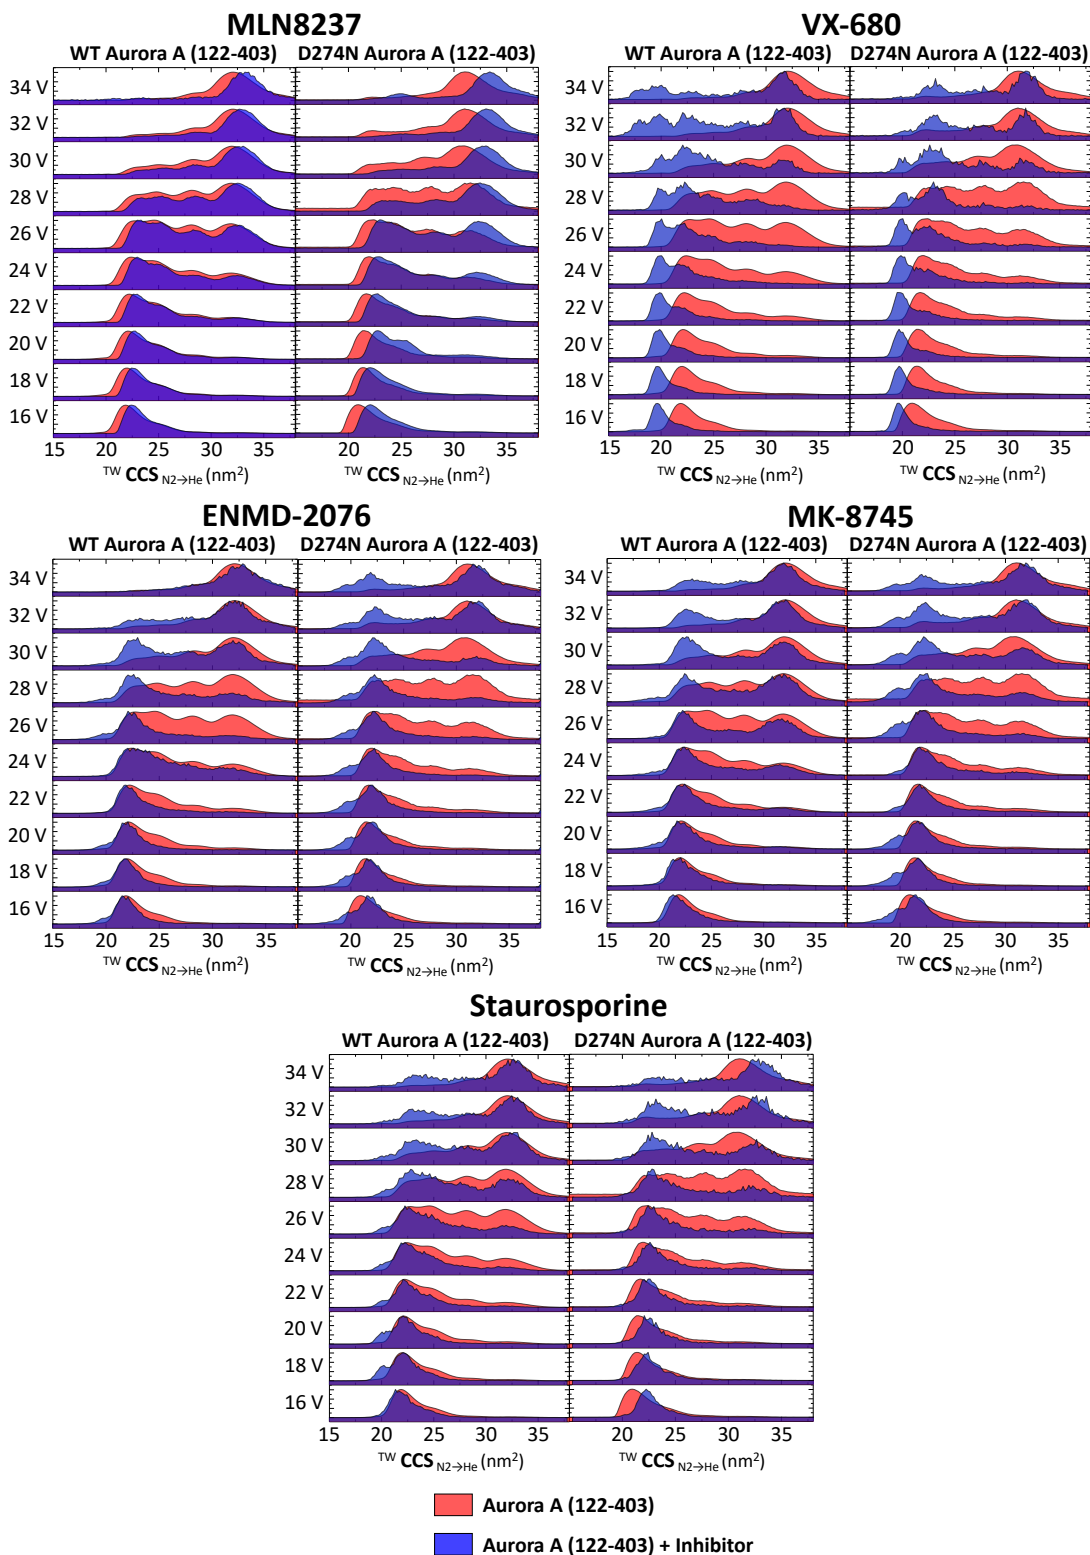 MLN8237
WT Aurora A (122-403) D274N Aurora A (122-403)
34 V
32 V
30 V
28 V
26 V
24 V
22 V
20 V
18 V
16 V
15 20 25 30 35 20 25 30 35
TW CCS N2→He (nm²) TW CCS N2→He (nm²)
VX-680
WT Aurora A (122-403) D274N Aurora A (122-403)
34 V
32 V
30 V
28 V
26 V
24 V
22 V
20 V
18 V
16 V
15 20 25 30 35 20 25 30 35
TW CCS N2→He (nm²) TW CCS N2→He (nm²)
ENMD-2076
WT Aurora A (122-403) D274N Aurora A (122-403)
34 V
32 V
30 V
28 V
26 V
24 V
22 V
20 V
18 V
16 V
15 20 25 30 35 20 25 30 35
TW CCS N2→He (nm²) TW CCS N2→He (nm²)
MK-8745
WT Aurora A (122-403) D274N Aurora A (122-403)
34 V
32 V
30 V
28 V
26 V
24 V
22 V
20 V
18 V
16 V
15 20 25 30 35 20 25 30 35
TW CCS N2→He (nm²) TW CCS N2→He (nm²)
Staurosporine
WT Aurora A (122-403) D274N Aurora A (122-403)
34 V
32 V
30 V
28 V
26 V
24 V
22 V
20 V
18 V
16 V
15 20 25 30 35 20 25 30 35
TW CCS N2→He (nm²) TW CCS N2→He (nm²)
Aurora A (122-403)
Aurora A (122-403) + Inhibitor